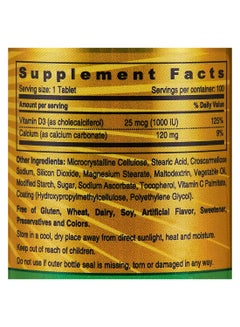 Supplement Facts
Serving size: 1 Tablet Servings per container: 100
Amount per serving % Daily Value
Vitamin D3 (as cholecalciferol) 25 mcg (1000 IU) 125%
Calcium (as calcium carbonate) 120 mg 9%
Other Ingredients: Microcrystalline Cellulose, Stearic Acid, Croscarmellose
Sodium, Silicon Dioxide, Magnesium Stearate, Maltodextrin, Vegetable Oil,
Modified Starch, Sugar, Sodium Ascorbate, Tocopherol, Vitamin C Palmitate,
Coating (Hydroxypropylmethylcellulose, Polyethylene Glycol).
Free of Gluten, Wheat, Dairy, Soy, Artificial Flavor, Sweetener,
Preservatives and Colors.
Store in a cool, dry place away from direct sunlight, heat and moisture.
Keep out of reach of children.
Do not use if outer bottle seal is missing, torn or damaged in any way.